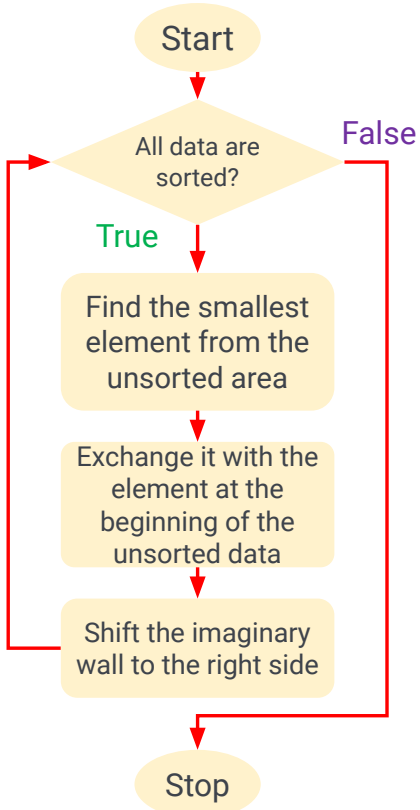 Start
All data are
sorted?
False
True
Find the smallest
element from the
unsorted area
Exchange it with the
element at the
beginning of the
unsorted data
Shift the imaginary
wall to the right side
Stop